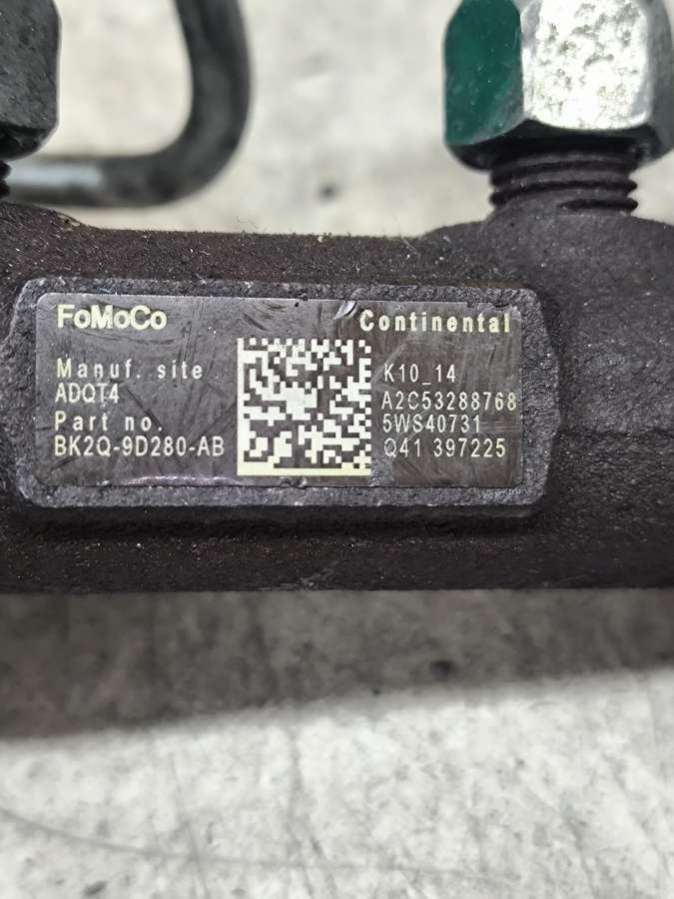 FoMoCo
Continental
Manuf. site
ADQT4
Part no.
BK2Q-9D280-AB
K10_14
A2C53288768
5WS40731
Q41 397225